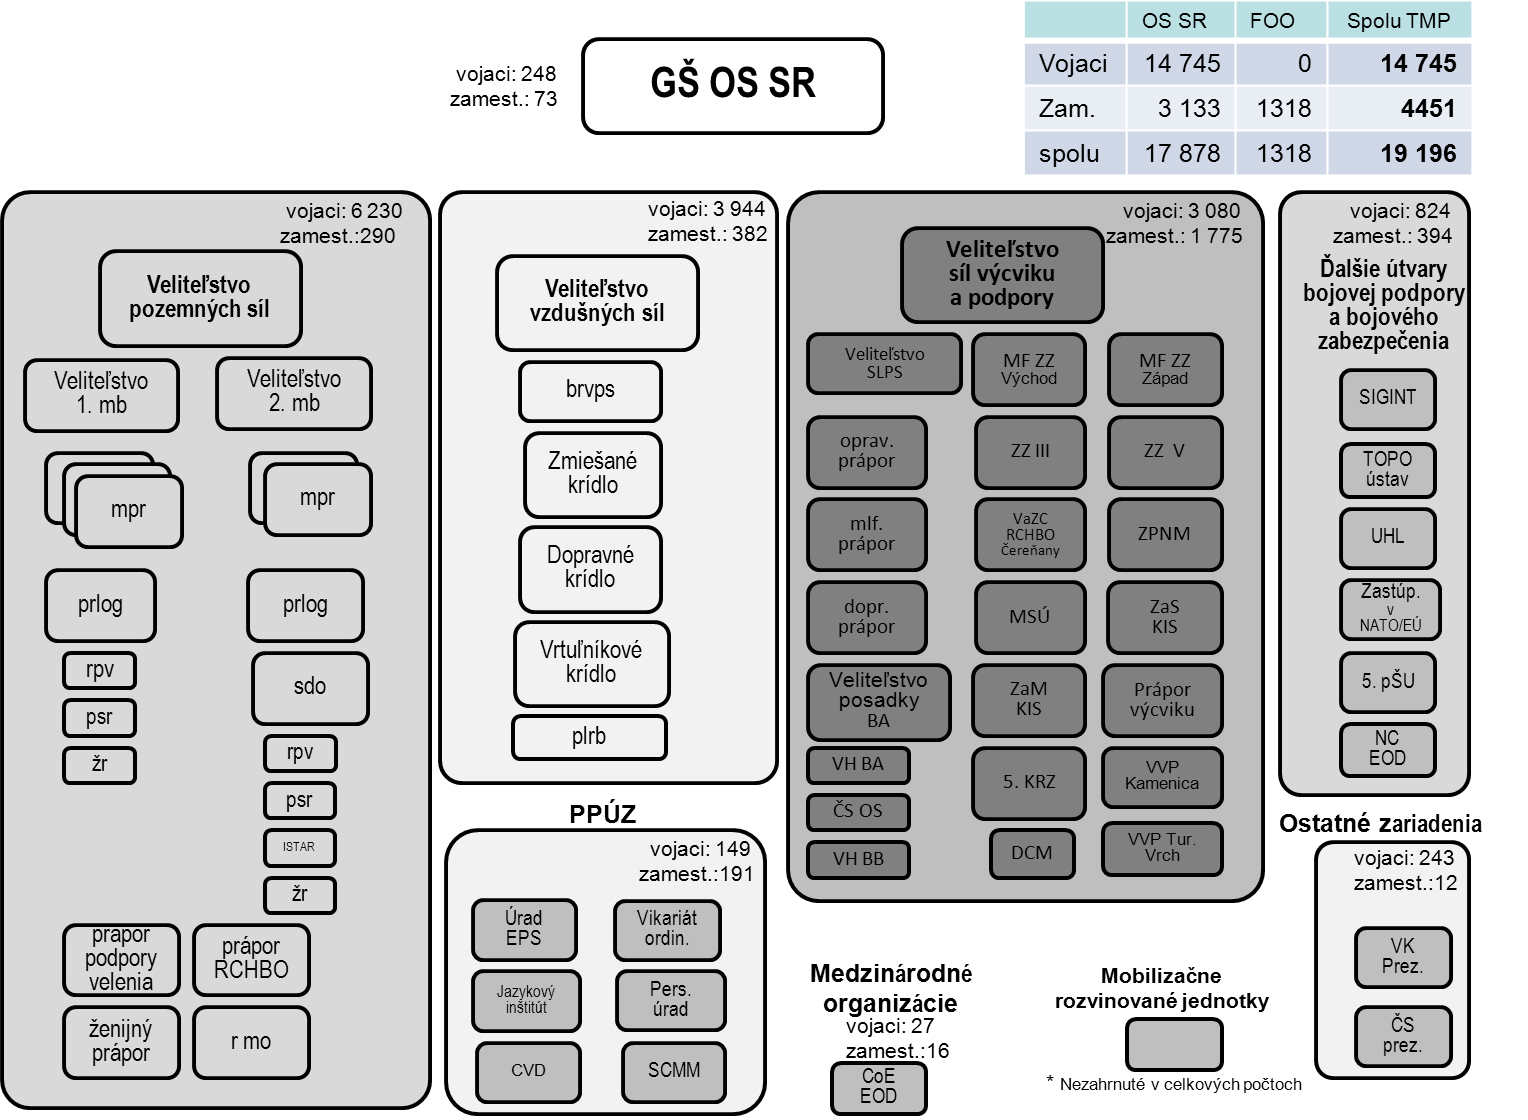 vojaci: 248
zamest.: 73
GŠ OS SR
OS SR FOO Spolu TMP
Vojaci 14 745 0 14 745
Zam. 3 133 1318 4451
spolu 17 878 1318 19 196
vojaci: 6 230
zamest.:290
Veliteľstvo
pozemných síl
Veliteľstvo
1. mb
Veliteľstvo
2. mb
mpr
mpr
prlog
prlog
rpv
psr
žr
sdo
rpv
psr
ISTAR
žr
prapor
podpory
velenia
prápor
RCHBO
ženijný
prápor
r mo
vojaci: 3 944
zamest.: 382
Veliteľstvo
vzdušných síl
brvps
Zmiešané
krídlo
Dopravné
krídlo
Vrtuľníkové
krídlo
plrb
PPÚZ
vojaci: 149
zamest.:191
Úrad
EPS
Vikariát
ordin.
Jazykový
inštitút
Pers.
úrad
CVD
SCMM
vojaci: 3 080
zamest.: 1 775
Veliteľstvo
síl výcviku
a podpory
Veliteľstvo
SLPS
MF ZZ
Východ
MF ZZ
Západ
oprav.
prápor
ZZ III
ZZ V
mlf.
prápor
VaZC
RCHBO
Čereňany
ZPNM
dopr.
prápor
MSÚ
ZaS
KIS
Veliteľstvo
posadky
BA
ZaM
KIS
Prápor
výcviku
VH BA
ČS OS
VH BB
5. KRZ
VVP
Kamenica
DCM
VVP Tur.
Vrch
Medzinárodné
organizácie
vojaci: 27
zamest.:16
CoE
EOD
Mobilizačne
rozvinované jednotky
* Nezahrnuté v celkových počtoch
vojaci: 824
zamest.: 394
Ďalšie útvary
bojovej podpory
a bojového
zabezpečenia
SIGINT
TOPO
ústav
UHL
Zastúp.
v
NATO/EÚ
5. pŠU
NC
EOD
Ostatné zariadenia
vojaci: 243
zamest.:12
VK
Prez.
ČS
prez.